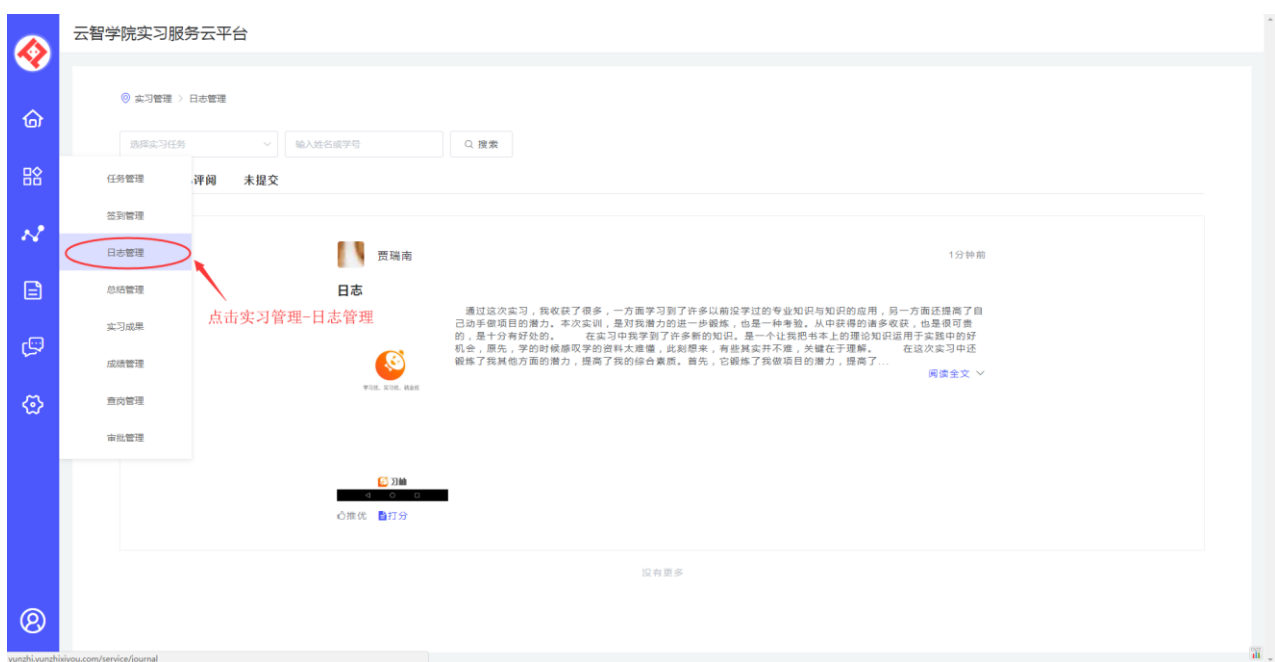 云智学院实习服务云平台
实习管理 > 日志管理
选择实习任务
输入姓名或学号
搜索
任务管理
评阅
未提交
签到管理
日志管理
贾瑞南
1分钟前
总结管理
日志
点击实习管理-日志管理
通过这次实习，我收获了很多，一方面学习到了许多以前没学过的专业知识与知识的应用，另一方面还提高了自
己动手做项目的潜力。本次实训，是对我潜力的进一步锻炼，也是一种考验。从中获得的诸多收获，也是很可贵
的，是十分有好处的。 在实习中我学到了许多新的知识。是一个让我把书本上的理论知识运用于实践中的好
机会，原先，学的时候感叹学的资料太难懂，此刻想来，有些其实并不难，关键在于理解。 在这次实习中还
锻炼了我其他方面的潜力，提高了我的综合素质。首先，它锻炼了我做项目的潜力，提高了...
阅读全文
实习成果
成绩管理
查岗管理
审批管理
习柚
推优
打分
没有更多
yunzhi.yunzhixiyou.com/service/journal